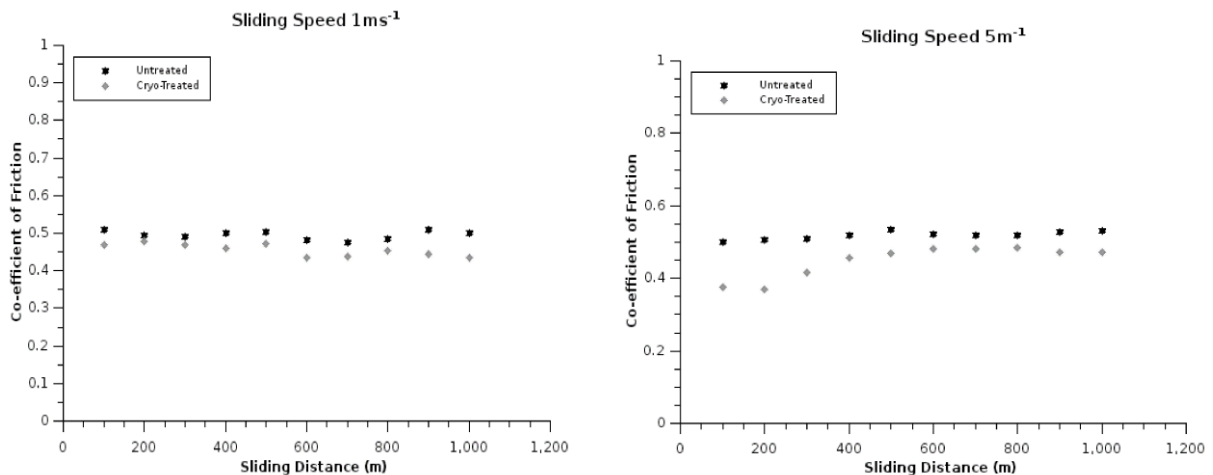 Sliding Speed 1ms⁻¹
1
0.9
0.8
0.7
0.6
0.5
0.4
0.3
0.2
0.1
0
Untreated
Cryo-Treated
Co-efficient of Friction
0 200 400 600 800 1,000 1,200
Sliding Distance (m)
Sliding Speed 5m⁻¹
1
0.8
0.6
0.4
0.2
0
Untreated
Cryo-Treated
Co-efficient of Friction
0 200 400 600 800 1,000 1,200
Sliding Distance (m)